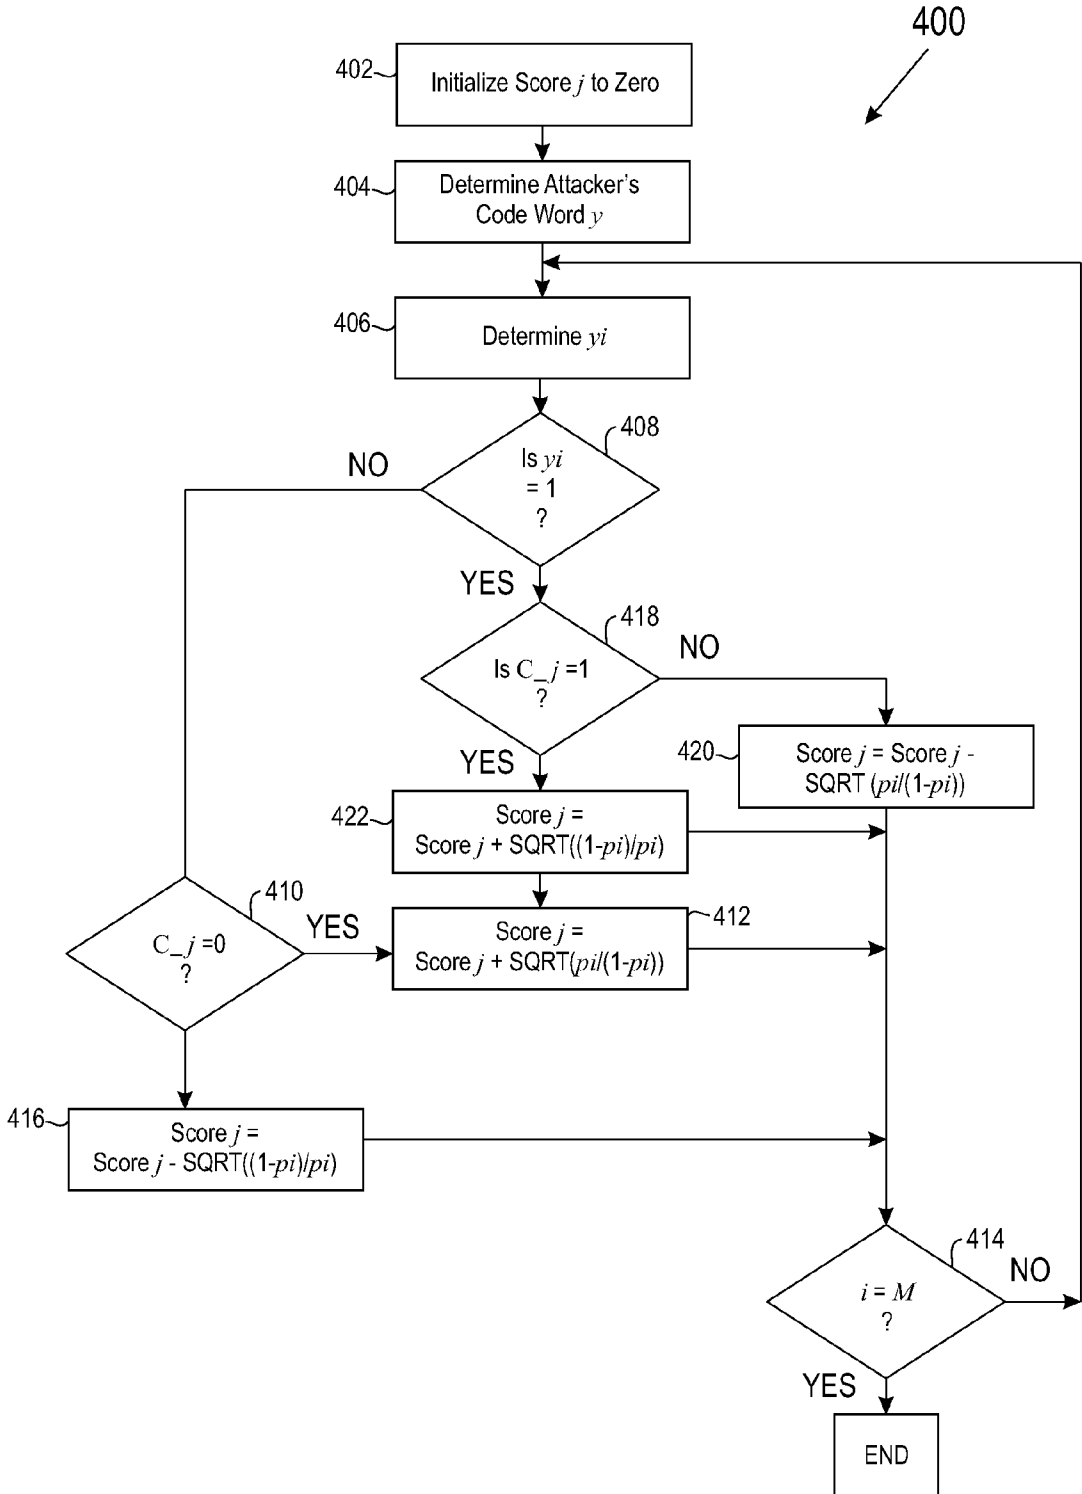 400
402
Initialize Score j to Zero
404
Determine Attacker's
Code Word y
406
Determine yi
408
Is yi
= 1
?
NO
YES
418
Is C_j =1
?
NO
YES
420
Score j = Score j -
SQRT (pi/(1-pi))
422
Score j =
Score j + SQRT((1-pi)/pi)
410
C_j =0
?
YES
412
Score j =
Score j + SQRT(pi/(1-pi))
416
Score j =
Score j - SQRT((1-pi)/pi)
414
i = M
?
NO
YES
END